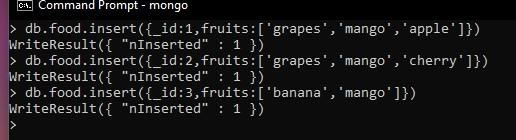 Command Prompt - mongo
> db.food.insert({_id:1,fruits:['grapes','mango','apple']})
WriteResult({ "nInserted" : 1 })
> db.food.insert({_id:2,fruits:['grapes','mango','cherry']})
WriteResult({ "nInserted" : 1 })
> db.food.insert({_id:3,fruits:['banana','mango']})
WriteResult({ "nInserted" : 1 })
>